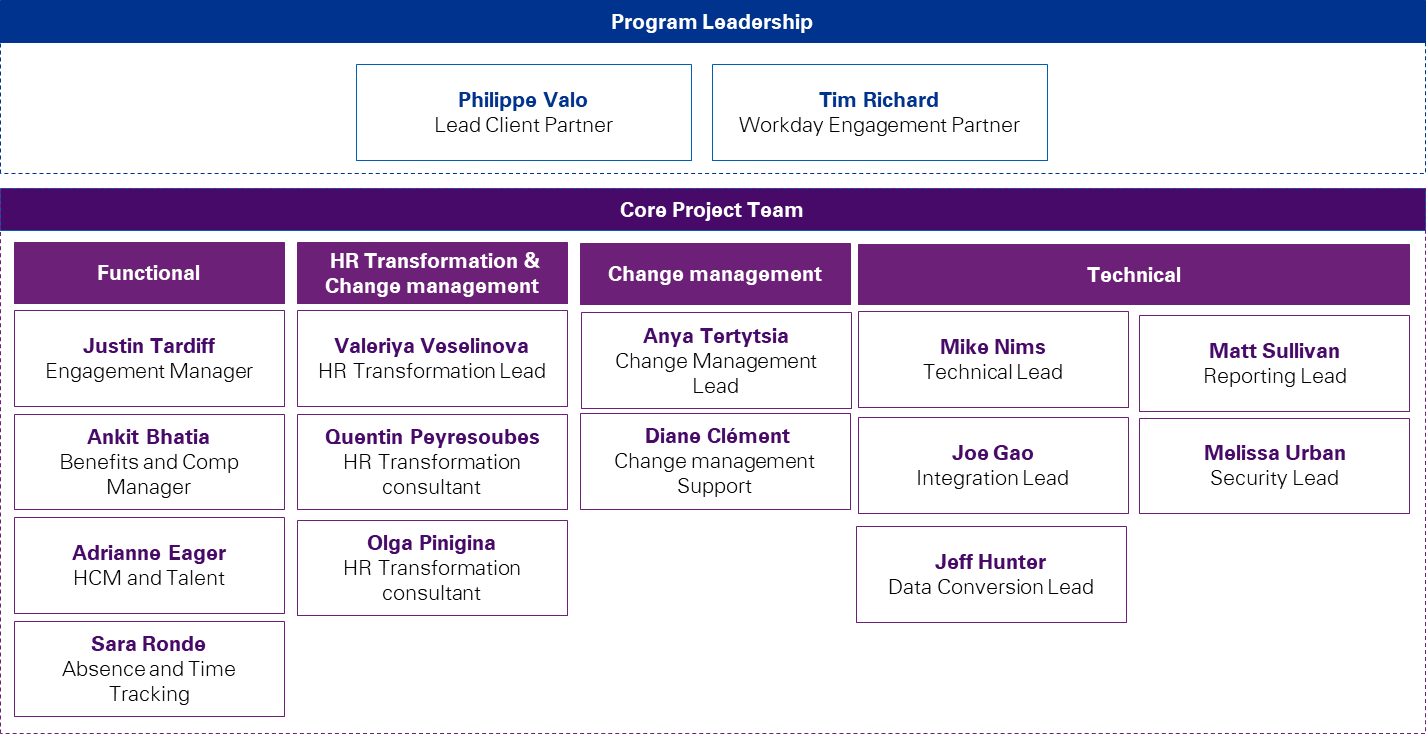 Program Leadership
Philippe Valo
Lead Client Partner
Tim Richard
Workday Engagement Partner
Core Project Team
Functional
Justin Tardiff
Engagement Manager
Ankit Bhatia
Benefits and Comp
Manager
Adrianne Eager
HCM and Talent
Sara Ronde
Absence and Time
Tracking
HR Transformation &
Change management
Valeriya Veselinova
HR Transformation Lead
Quentin Peyresoubes
HR Transformation
consultant
Olga Pinigina
HR Transformation
consultant
Change management
Anya Tertytsia
Change Management
Lead
Diane Clément
Change management
Support
Technical
Mike Nims
Technical Lead
Joe Gao
Integration Lead
Jeff Hunter
Data Conversion Lead
Matt Sullivan
Reporting Lead
Melissa Urban
Security Lead